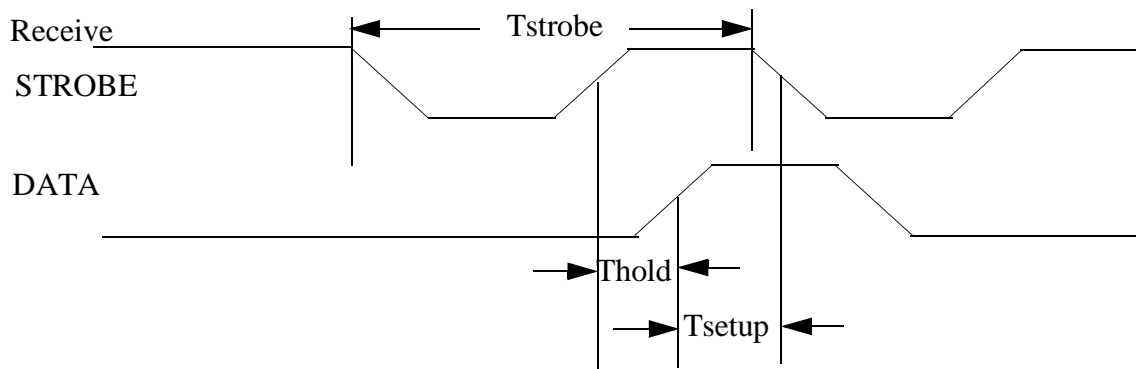 Tstrobe
Receive
STROBE
DATA
Thold
Tsetup